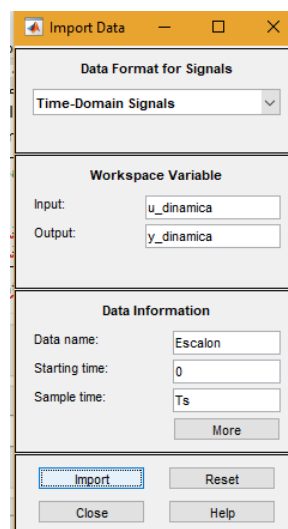 Import Data
Data Format for Signals
Time-Domain Signals
Workspace Variable
Input: u_dinamica
Output: y_dinamica
Data Information
Data name: Escalon
Starting time: 0
Sample time: Ts
More
Import Reset
Close Help